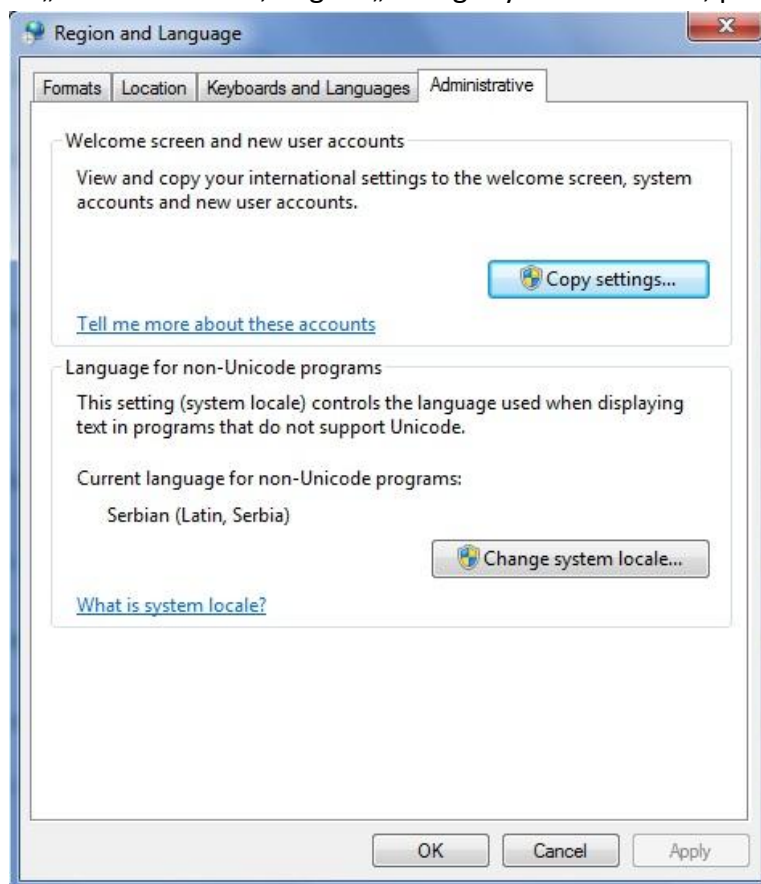 Region and Language
Formats Location Keyboards and Languages Administrative
Welcome screen and new user accounts
View and copy your international settings to the welcome screen, system
accounts and new user accounts.
Copy settings...
Tell me more about these accounts
Language for non-Unicode programs
This setting (system locale) controls the language used when displaying
text in programs that do not support Unicode.
Current language for non-Unicode programs:
Serbian (Latin, Serbia)
Change system locale...
What is system locale?
OK Cancel Apply